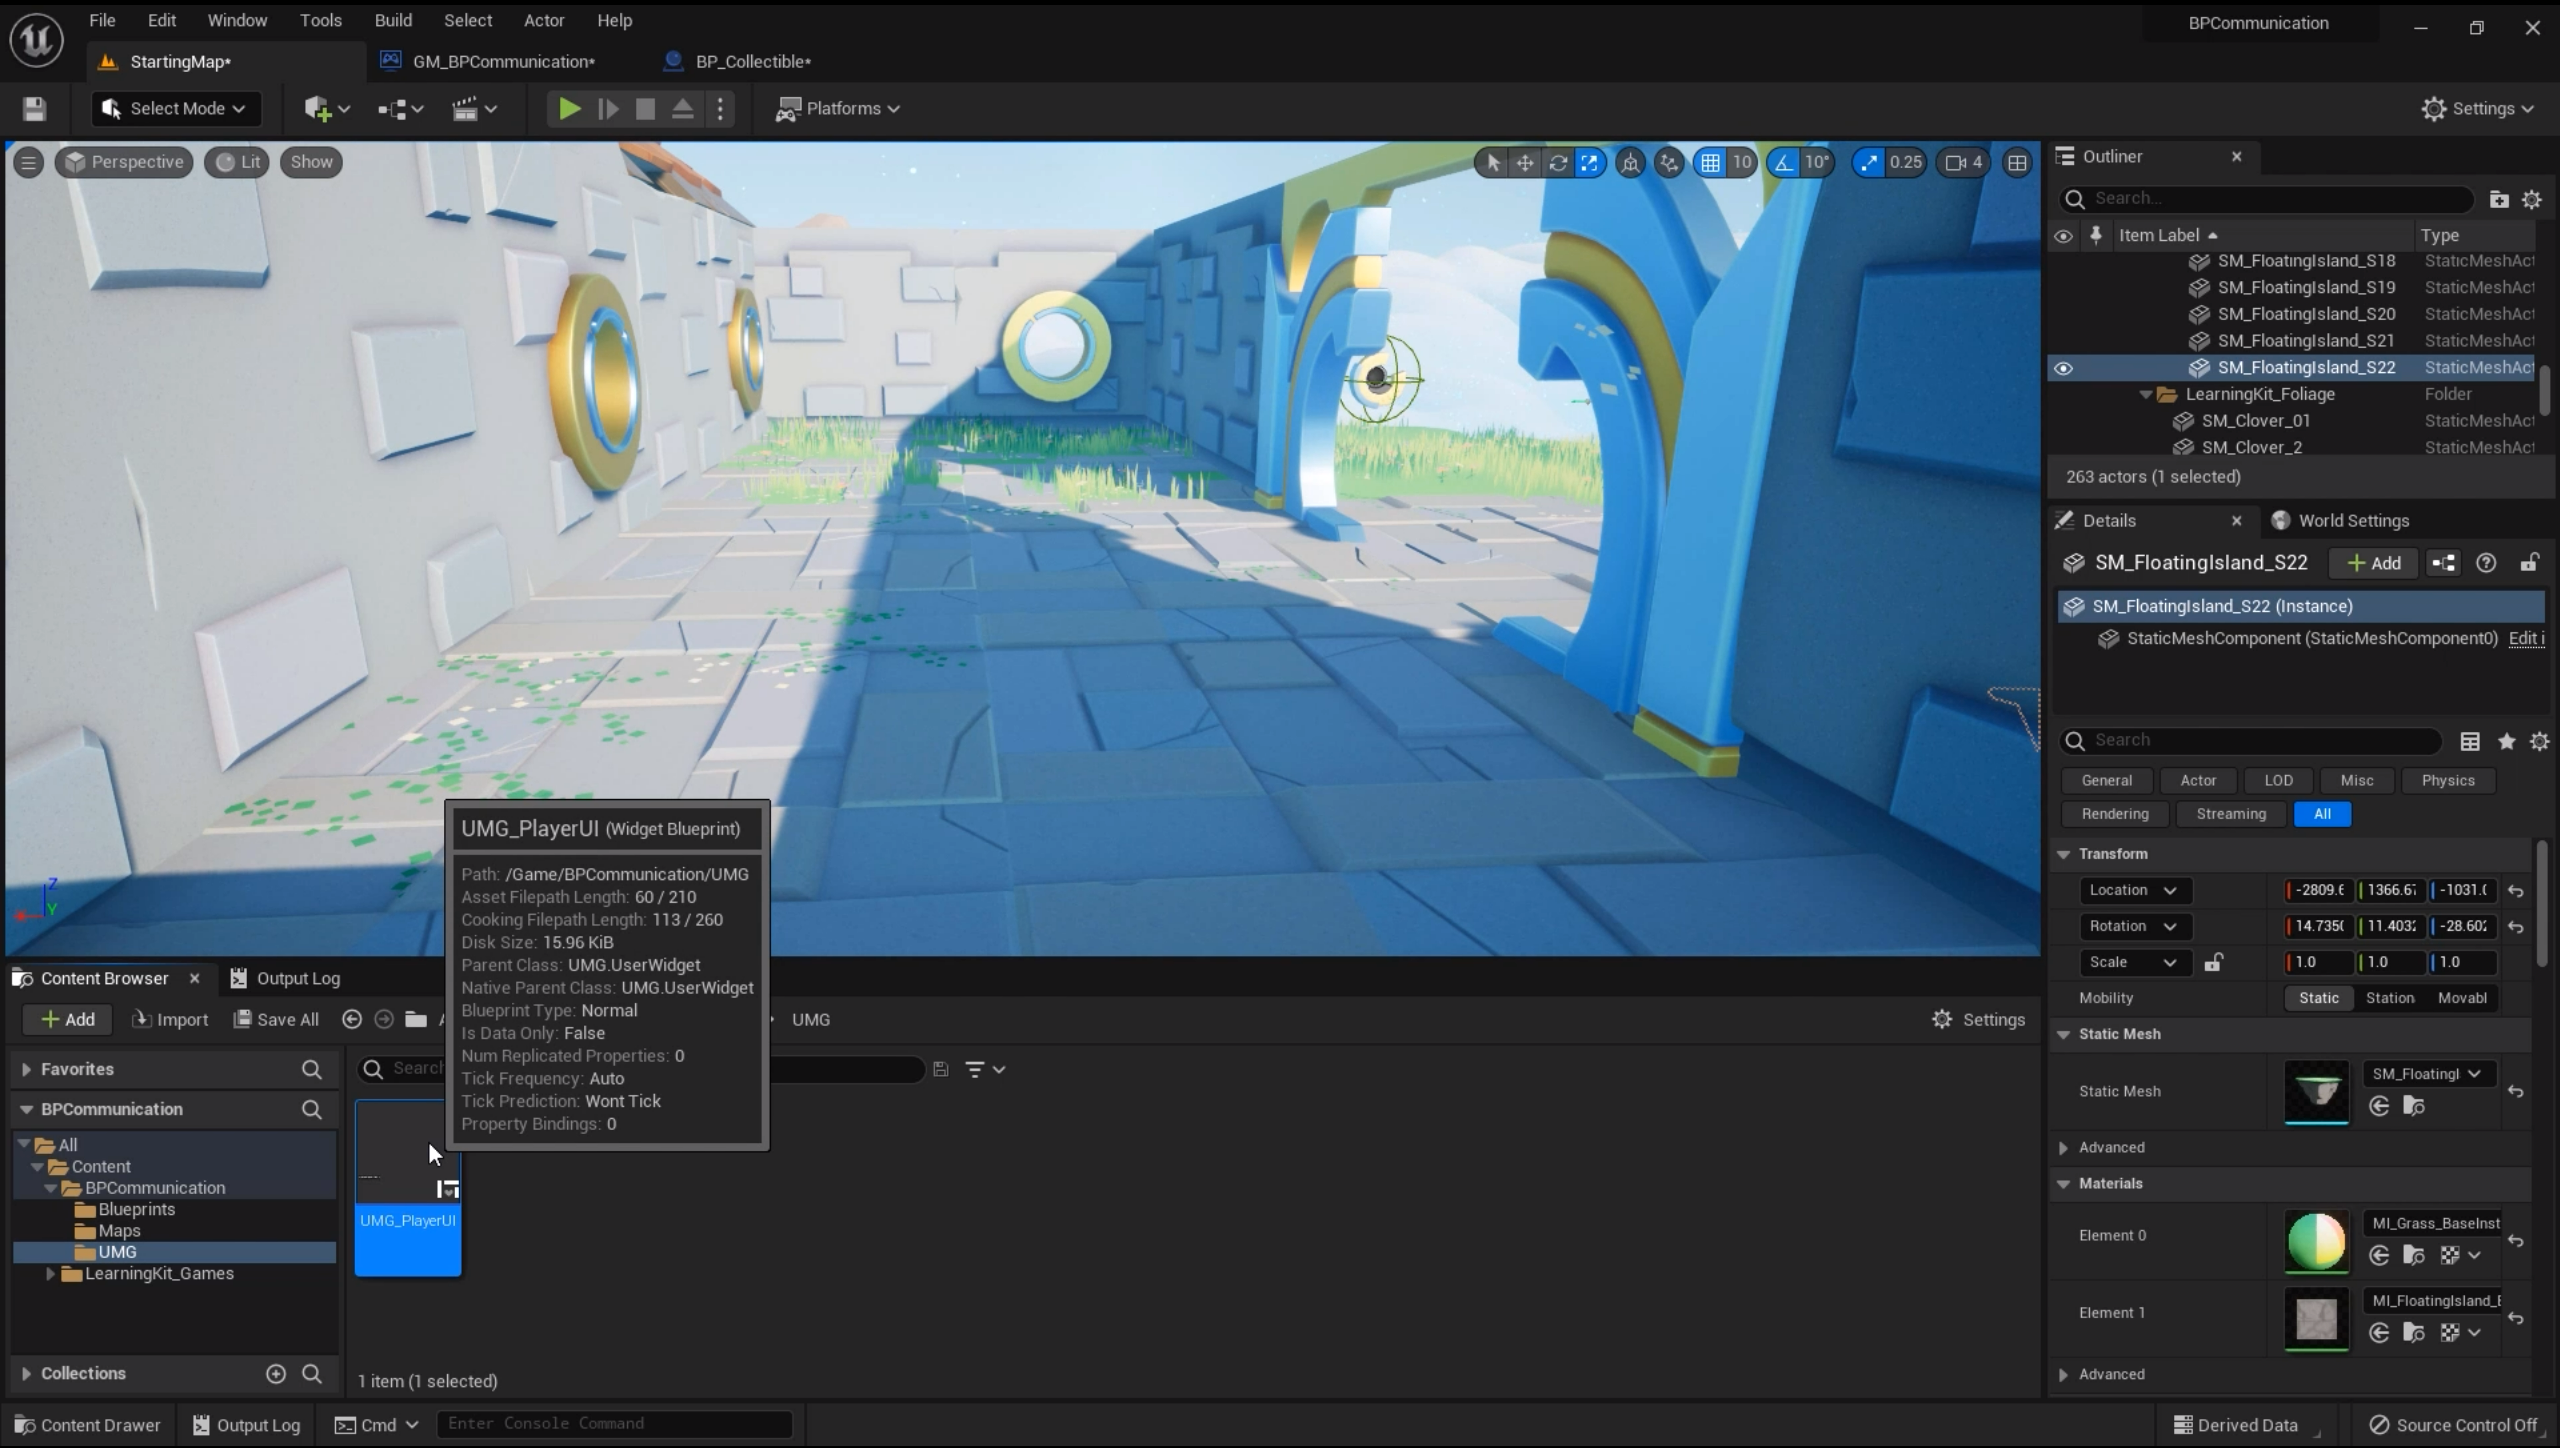 File Edit Window Tools Build Select Actor Help
BPCommunication
StartingMap*
GM_BPCommunication*
BP_Collectible*
Select Mode
Platforms
Settings
Perspective
Lit
Show
10
10°
0.25
4
Outliner
Search...
Item Label
Type
SM_FloatingIsland_S18 StaticMeshAct
SM_FloatingIsland_S19 StaticMeshAct
SM_FloatingIsland_S20 StaticMeshAct
SM_FloatingIsland_S21 StaticMeshAct
SM_FloatingIsland_S22 StaticMeshAct
LearningKit_Foliage Folder
SM_Clover_01 StaticMeshAct
SM_Clover_2 StaticMeshAct
263 actors (1 selected)
Details
World Settings
SM_FloatingIsland_S22
Add
SM_FloatingIsland_S22 (Instance)
StaticMeshComponent (StaticMeshComponent0) Edit i
Search
General Actor LOD Misc Physics
Rendering Streaming All
Transform
Location -2809.6 1366.67 -1031.0
Rotation 14.7350 11.4032 -28.602
Scale 1.0 1.0 1.0
Mobility Static Station Movabl
Static Mesh
Static Mesh SM_FloatingI
Advanced
Materials
Element 0 MI_Grass_BaseInst
Element 1 MI_FloatingIsland_B
Advanced
Z
Y
UMG_PlayerUI (Widget Blueprint)
Path: /Game/BPCommunication/UMG
Asset Filepath Length: 60 / 210
Cooking Filepath Length: 113 / 260
Disk Size: 15.96 KiB
Parent Class: UMG.UserWidget
Native Parent Class: UMG.UserWidget
Blueprint Type: Normal
Is Data Only: False
Num Replicated Properties: 0
Tick Frequency: Auto
Tick Prediction: Wont Tick
Property Bindings: 0
Content Browser
Output Log
Add
Import
Save All
UMG
Settings
Favorites
BPCommunication
All
Content
BPCommunication
Blueprints
Maps
UMG
LearningKit_Games
Collections
Search
UMG_PlayerUI
1 item (1 selected)
Content Drawer
Output Log
Cmd
Enter Console Command
Derived Data
Source Control Off